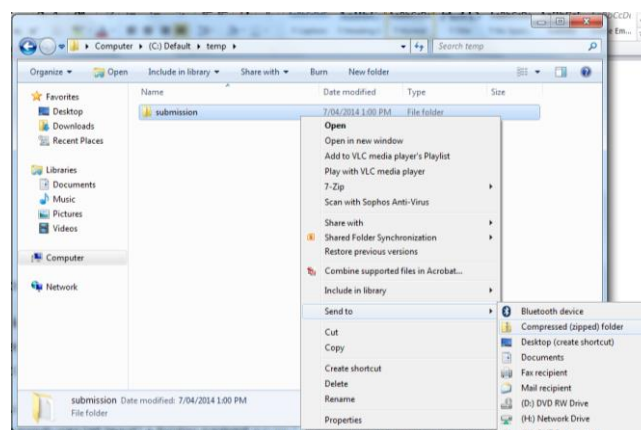 Computer ▸ (C:) Default ▸ temp ▸
Search temp
Organize
Open
Include in library
Share with
Burn
New folder
Name
Date modified
Type
Size
Favorites
Desktop
Downloads
Recent Places
Libraries
Documents
Music
Pictures
Videos
Computer
Network
submission
7/04/2014 1:00 PM
File folder
Open
Open in new window
Add to VLC media player's Playlist
Play with VLC media player
7-Zip
Scan with Sophos Anti-Virus
Share with
Shared Folder Synchronization
Restore previous versions
Combine supported files in Acrobat...
Include in library
Send to
Cut
Copy
Create shortcut
Delete
Rename
Properties
Bluetooth device
Compressed (zipped) folder
Desktop (create shortcut)
Documents
Fax recipient
Mail recipient
(D:) DVD RW Drive
(H:) Network Drive
submission Date modified: 7/04/2014 1:00 PM
File folder